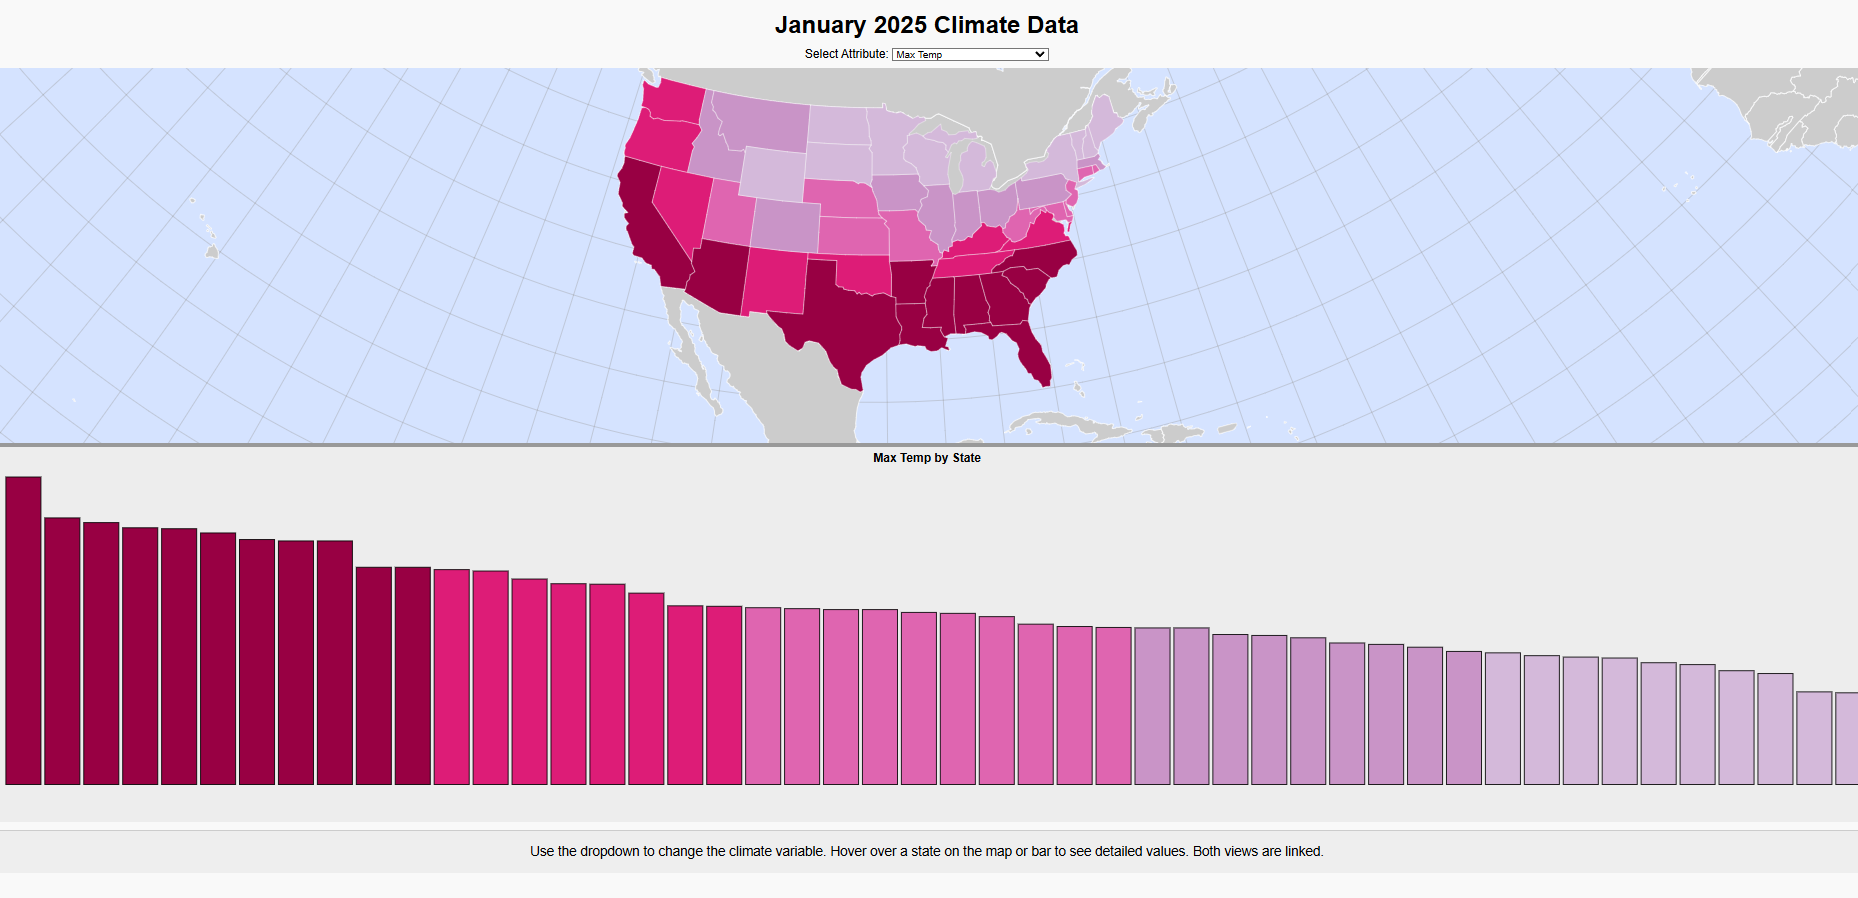 January 2025 Climate Data
Select Attribute: Max Temp
Max Temp by State
Use the dropdown to change the climate variable. Hover over a state on the map or bar to see detailed values. Both views are linked.